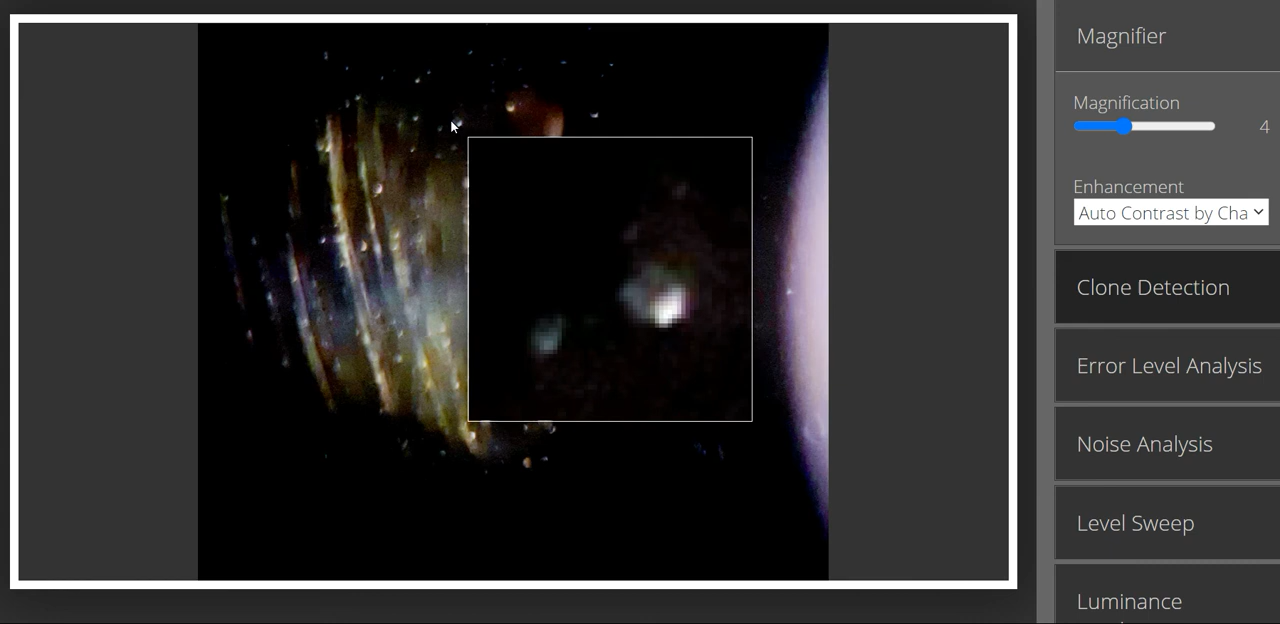 Magnifier
Magnification
4
Enhancement
Auto Contrast by Cha
Clone Detection
Error Level Analysis
Noise Analysis
Level Sweep
Luminance